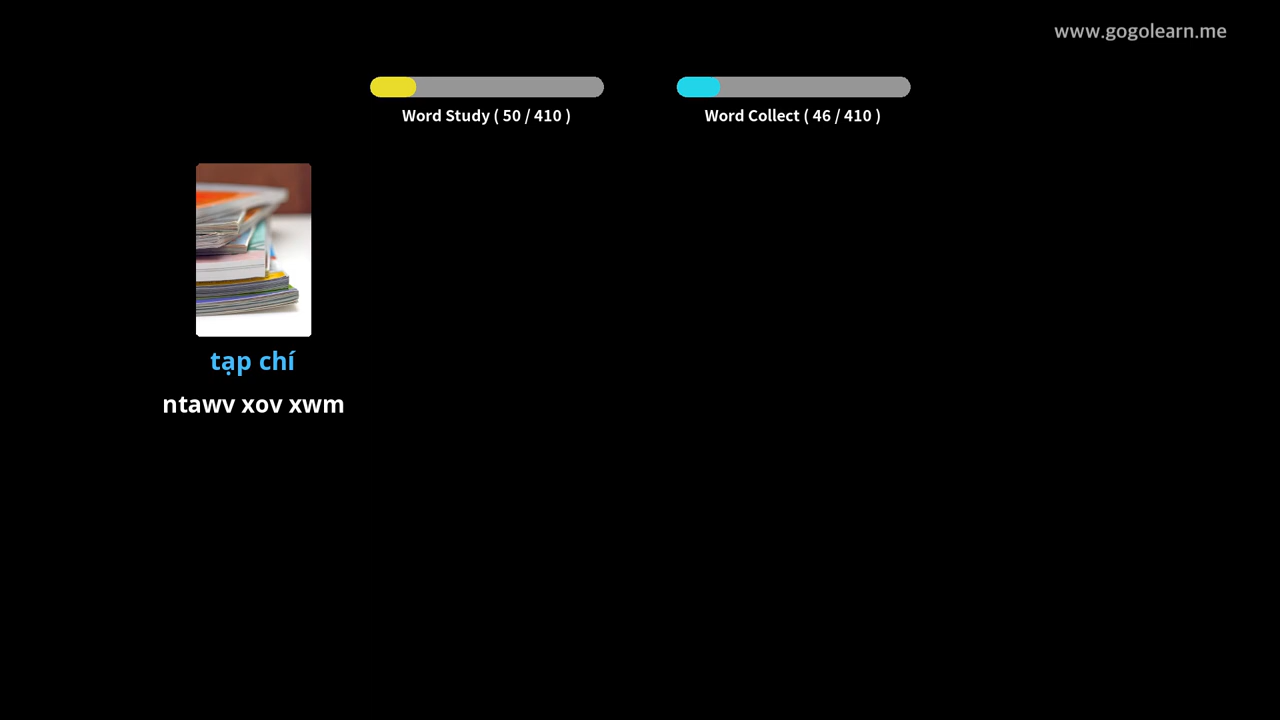 www.gogolearn.me
Word Study ( 50 / 410 )
Word Collect ( 46 / 410 )
tạp chí
ntawv xov xwm